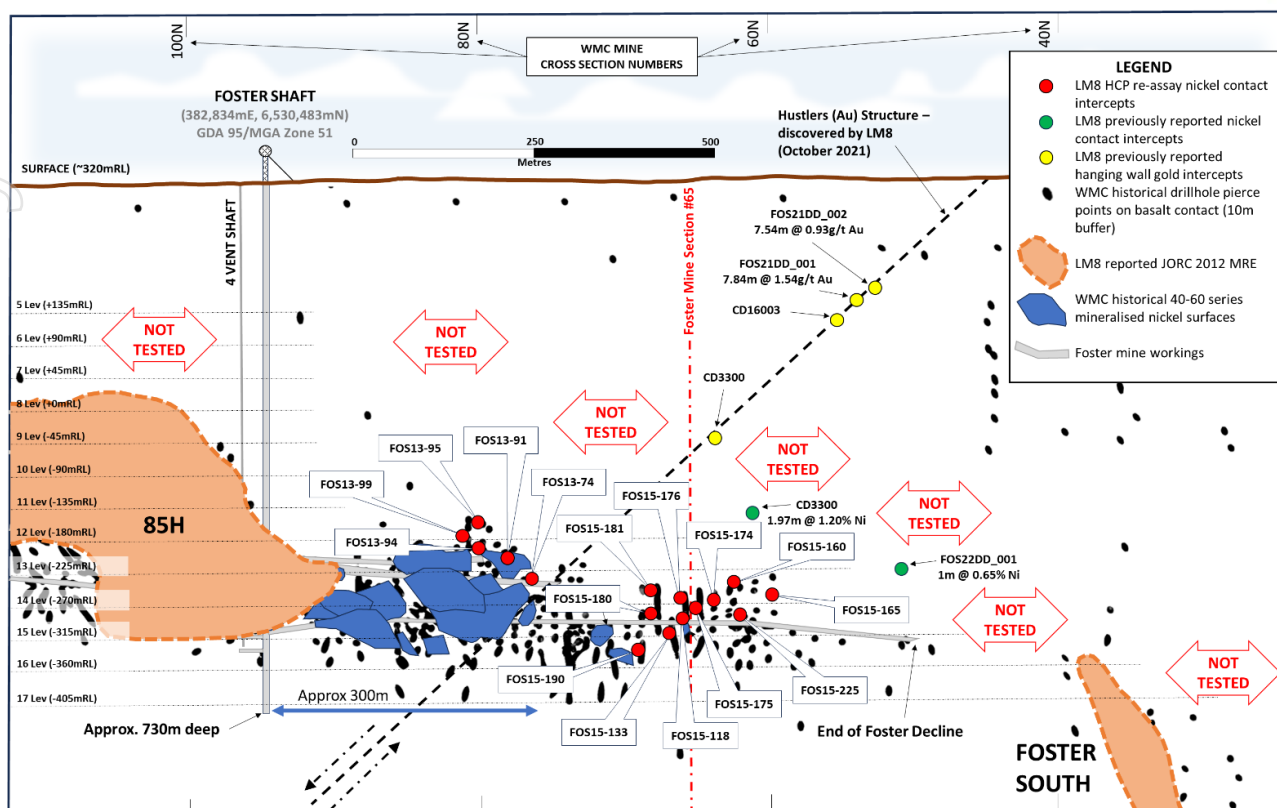 100N
80N
60N
40N
WMC MINE
CROSS SECTION NUMBERS
FOSTER SHAFT
(382,834mE, 6,530,483mN)
GDA 95/MGA Zone 51
0
250
500
Metres
SURFACE (~320mRL)
4 VENT SHAFT
Foster Mine Section #65
Hustlers (Au) Structure –
discovered by LM8
(October 2021)
LEGEND
LM8 HCP re-assay nickel contact
intercepts
LM8 previously reported nickel
contact intercepts
LM8 previously reported
hanging wall gold intercepts
WMC historical drillhole pierce
points on basalt contact (10m
buffer)
LM8 reported JORC 2012 MRE
WMC historical 40-60 series
mineralised nickel surfaces
Foster mine workings
FOS21DD_002
7.54m @ 0.93g/t Au
FOS21DD_001
7.84m @ 1.54g/t Au
CD16003
CD3300
5 Lev (+135mRL)
6 Lev (+90mRL)
7 Lev (+45mRL)
8 Lev (+0mRL)
9 Lev (-45mRL)
10 Lev (-90mRL)
11 Lev (-135mRL)
12 Lev (-180mRL)
13 Lev (-225mRL)
14 Lev (-270mRL)
15 Lev (-315mRL)
16 Lev (-360mRL)
17 Lev (-405mRL)
NOT
TESTED
NOT
TESTED
NOT
TESTED
NOT
TESTED
NOT
TESTED
NOT
TESTED
NOT
TESTED
85H
FOS13-99
FOS13-95
FOS13-91
FOS13-74
FOS13-94
FOS15-181
FOS15-176
FOS15-174
FOS15-160
FOS15-180
FOS15-165
FOS15-190
FOS15-133
FOS15-118
FOS15-175
FOS15-225
CD3300
1.97m @ 1.20% Ni
FOS22DD_001
1m @ 0.65% Ni
Approx 300m
Approx. 730m deep
End of Foster Decline
FOSTER
SOUTH